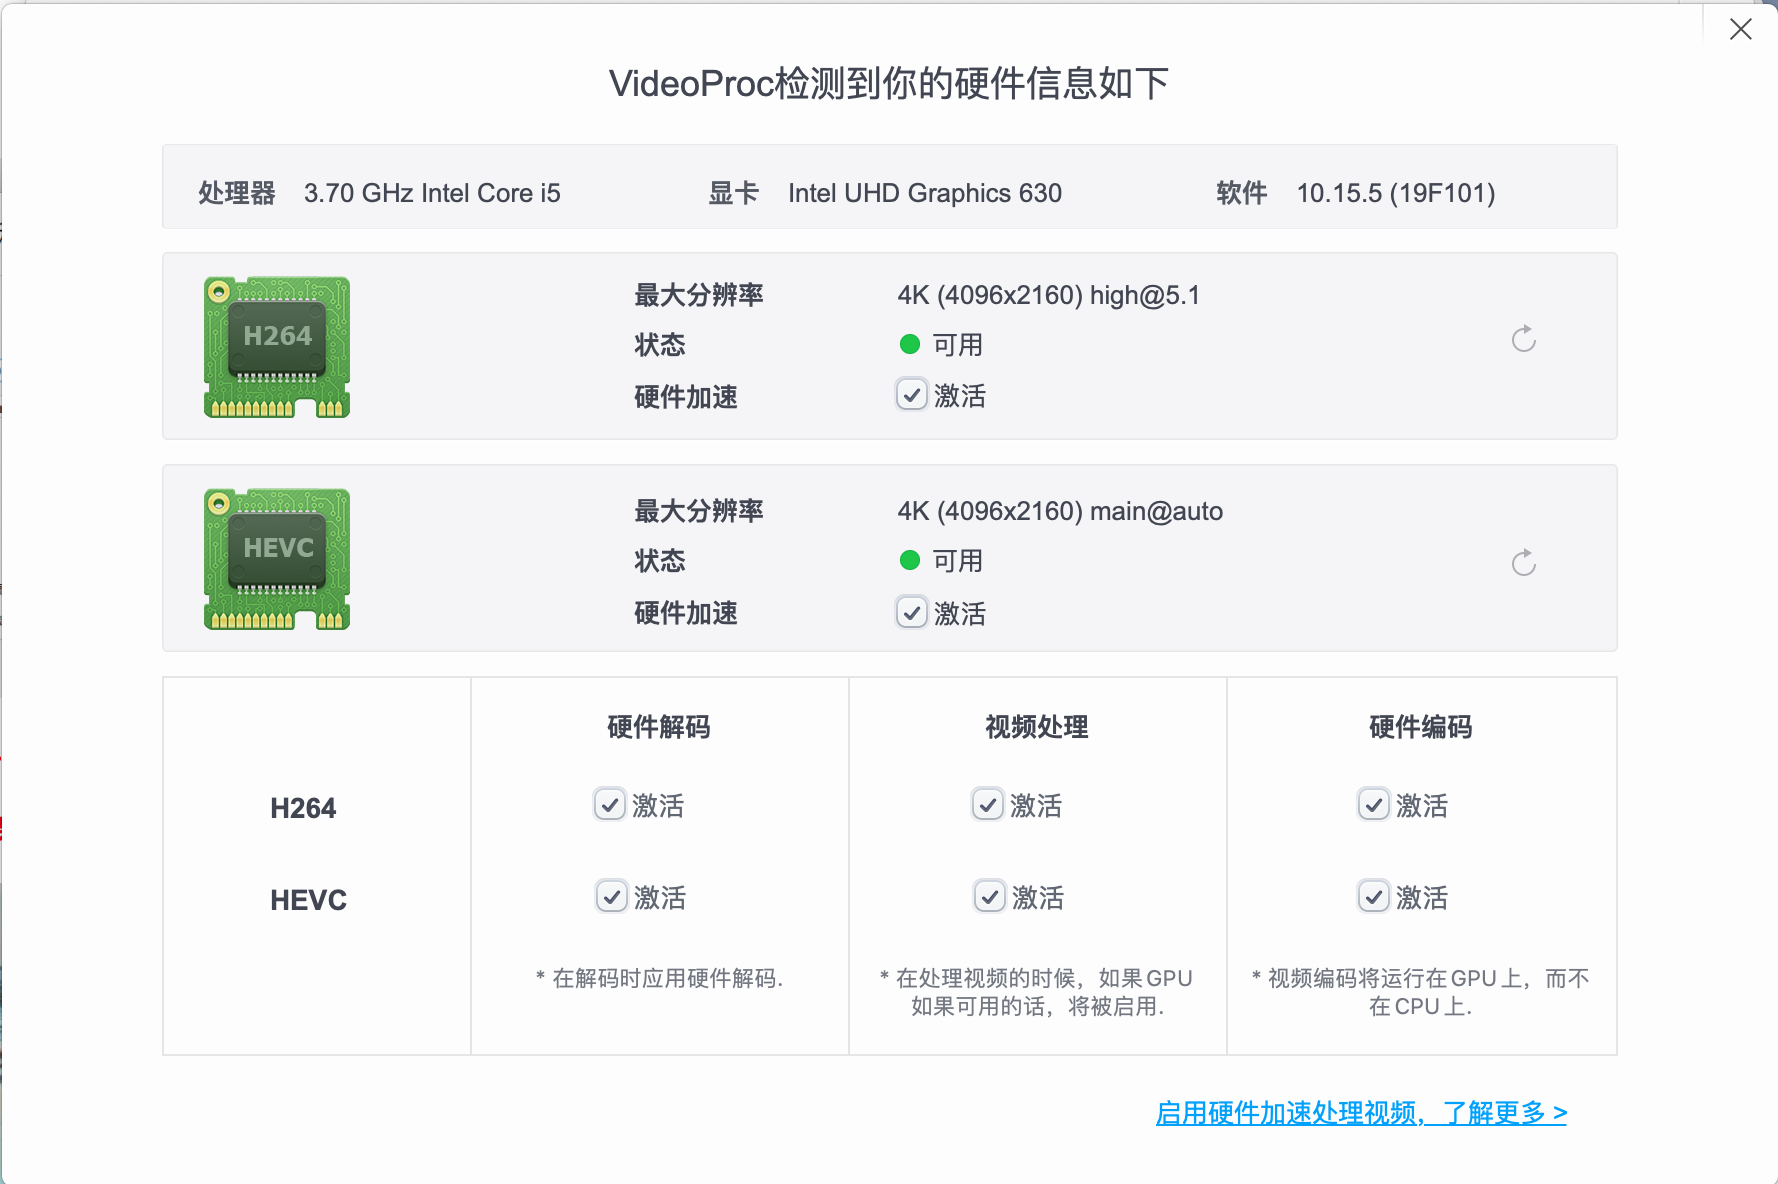 VideoProc检测到你的硬件信息如下
处理器 3.70 GHz Intel Core i5 显卡 Intel UHD Graphics 630 软件 10.15.5 (19F101)
H264
最大分辨率 4K (4096x2160) high@5.1
状态 可用
硬件加速 激活
HEVC
最大分辨率 4K (4096x2160) main@auto
状态 可用
硬件加速 激活
硬件解码 视频处理 硬件编码
H264 激活 激活 激活
HEVC 激活 激活 激活
* 在解码时应用硬件解码.
* 在处理视频的时候，如果GPU
如果可用的话，将被启用.
* 视频编码将运行在GPU上，而不
在CPU上.
启用硬件加速处理视频，了解更多 >